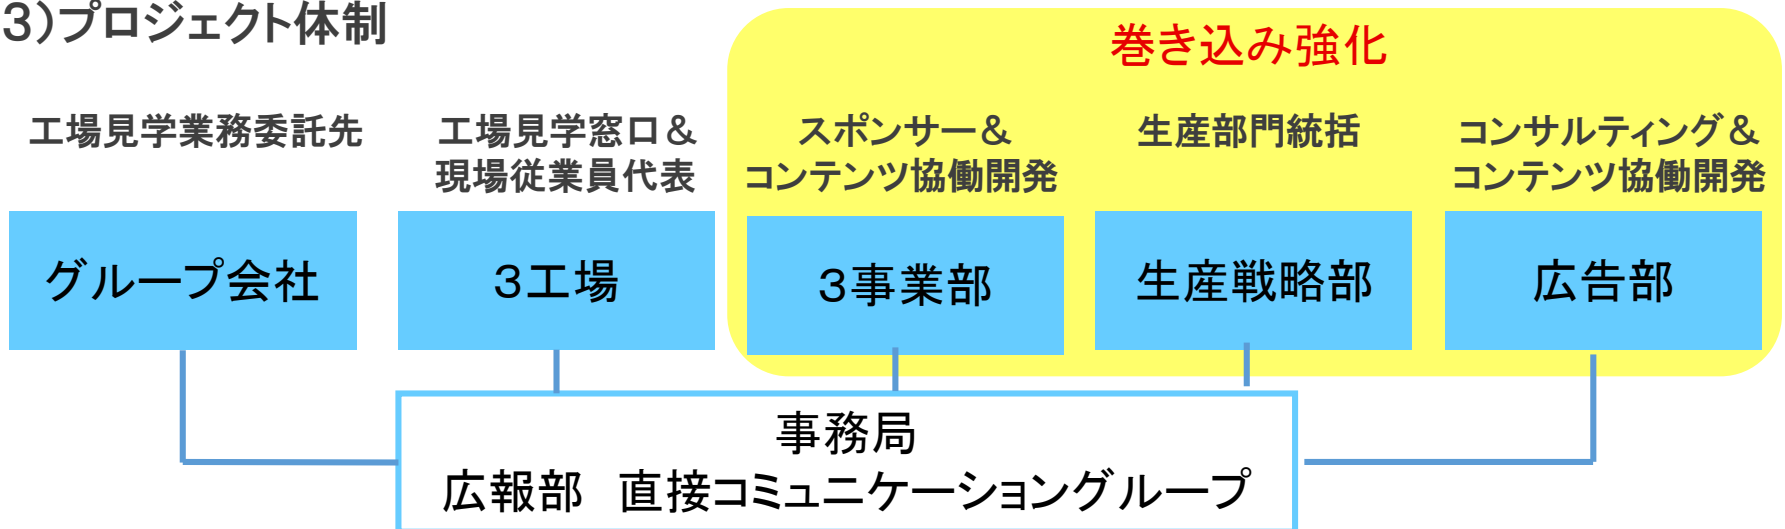 3)プロジェクト体制
巻き込み強化
工場見学業務委託先
工場見学窓口&
現場従業員代表
スポンサー&
コンテンツ協働開発
生産部門統括
コンサルティング&
コンテンツ協働開発
グループ会社
3工場
3事業部
生産戦略部
広告部
事務局
広報部 直接コミュニケーショングループ